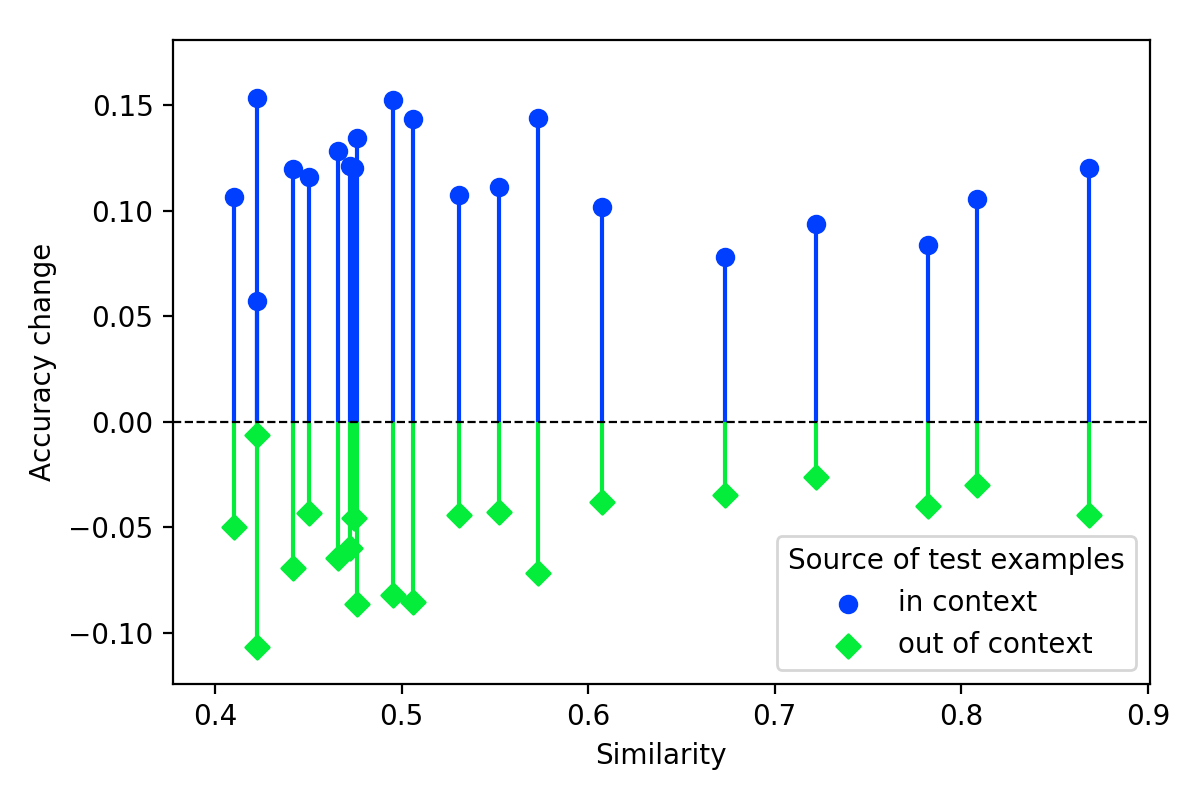 0.15
0.10
0.05
0.00
−0.05
−0.10
Accuracy change
Source of test examples
in context
out of context
0.4 0.5 0.6 0.7 0.8 0.9
Similarity